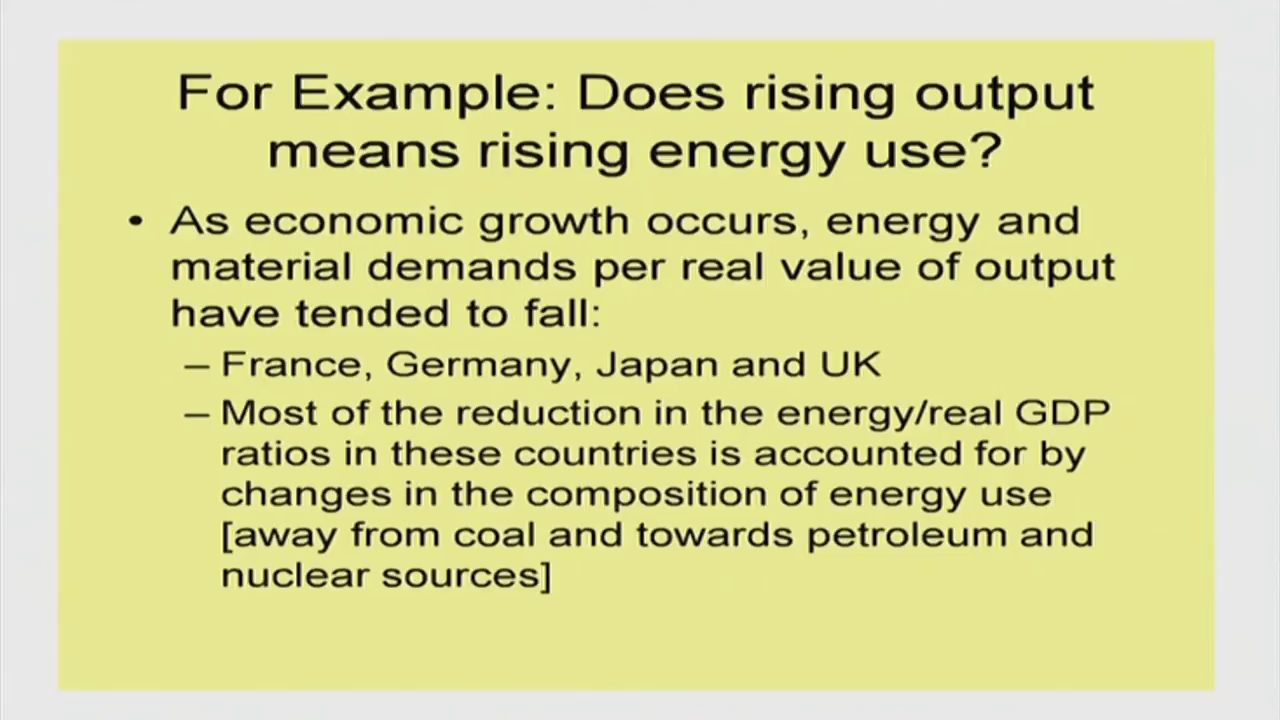 For Example: Does rising output
means rising energy use?
• As economic growth occurs, energy and
material demands per real value of output
have tended to fall:
– France, Germany, Japan and UK
– Most of the reduction in the energy/real GDP
ratios in these countries is accounted for by
changes in the composition of energy use
[away from coal and towards petroleum and
nuclear sources]